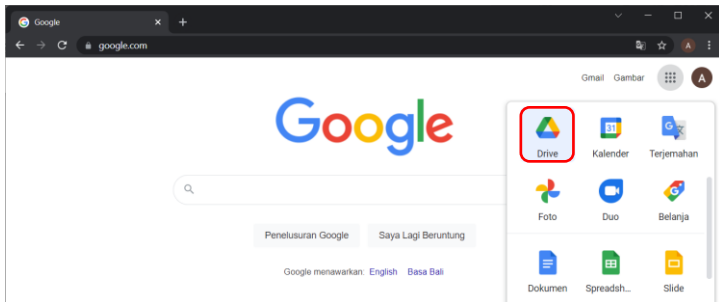 Google
google.com
A
Gmail Gambar
A
Google
Drive Kalender Terjemahan
31
G
Foto Duo Belanja
Penelusuran Google Saya Lagi Beruntung
Google menawarkan: English Basa Bali
Dokumen Spreadsh... Slide